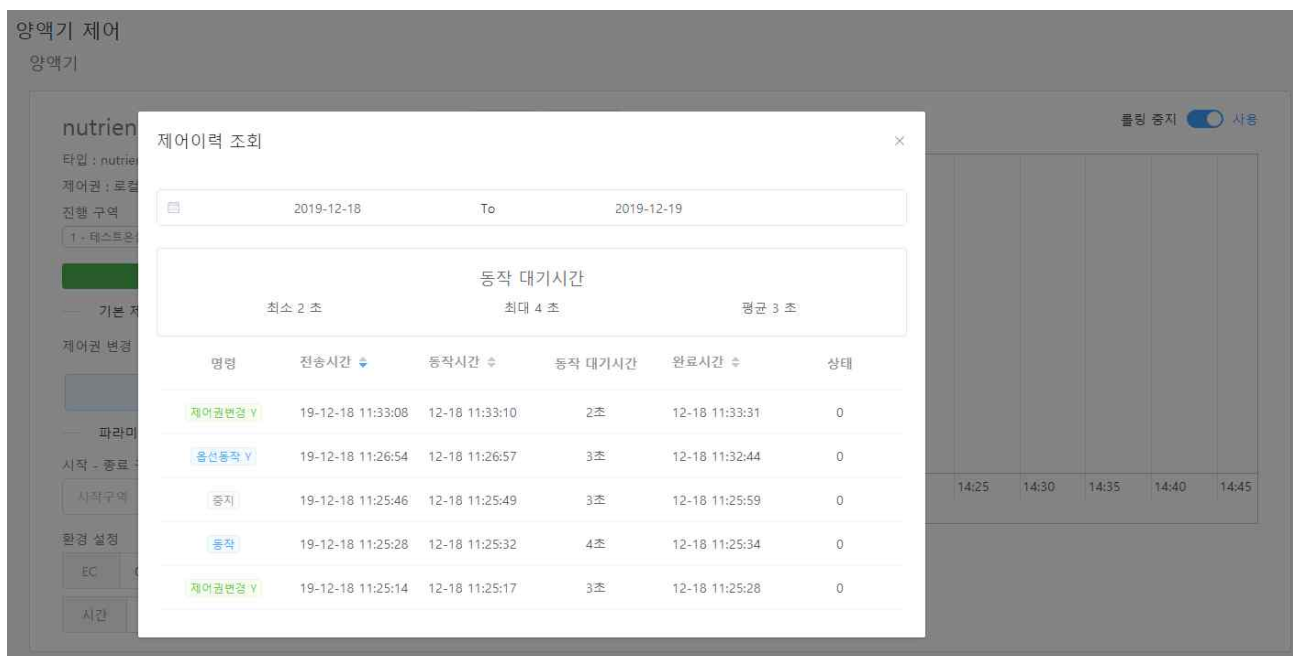 양액기 제어
양액기
nutrien
롤링 중지 사용
타입 : nutrie
제어권 : 로컬
진행 구역
1 - 테스트온
기본 제
제어권 변경
파라미
시작 - 종료
시작구역
환경 설정
EC
시간
제어이력 조회
2019-12-18 To 2019-12-19
동작 대기시간
최소 2 초 최대 4 초 평균 3 초
명령 전송시간 동작시간 동작 대기시간 완료시간 상태
제어권변경 Y 19-12-18 11:33:08 12-18 11:33:10 2초 12-18 11:33:31 0
옵션동작 Y 19-12-18 11:26:54 12-18 11:26:57 3초 12-18 11:32:44 0
중지 19-12-18 11:25:46 12-18 11:25:49 3초 12-18 11:25:59 0
동작 19-12-18 11:25:28 12-18 11:25:32 4초 12-18 11:25:34 0
제어권변경 Y 19-12-18 11:25:14 12-18 11:25:17 3초 12-18 11:25:28 0
14:25 14:30 14:35 14:40 14:45